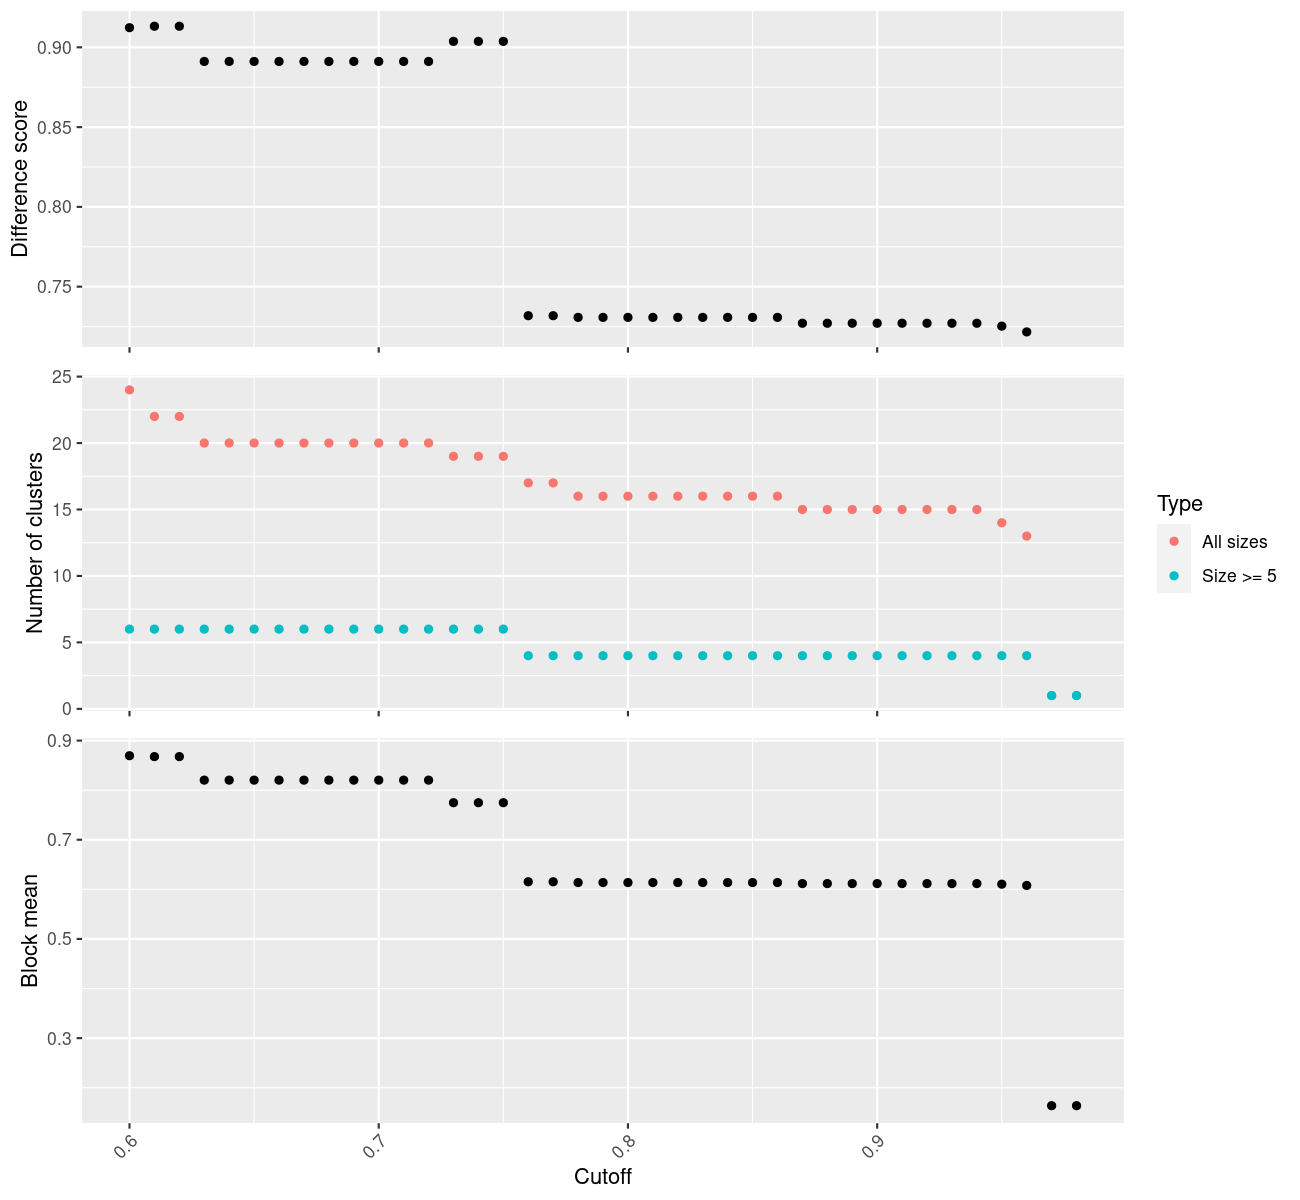 0.90
0.85
0.80
0.75
Difference score
25
20
15
10
5
0
Number of clusters
Type
All sizes
Size >= 5
0.9
0.7
0.5
0.3
Block mean
0.6 0.7 0.8 0.9
Cutoff